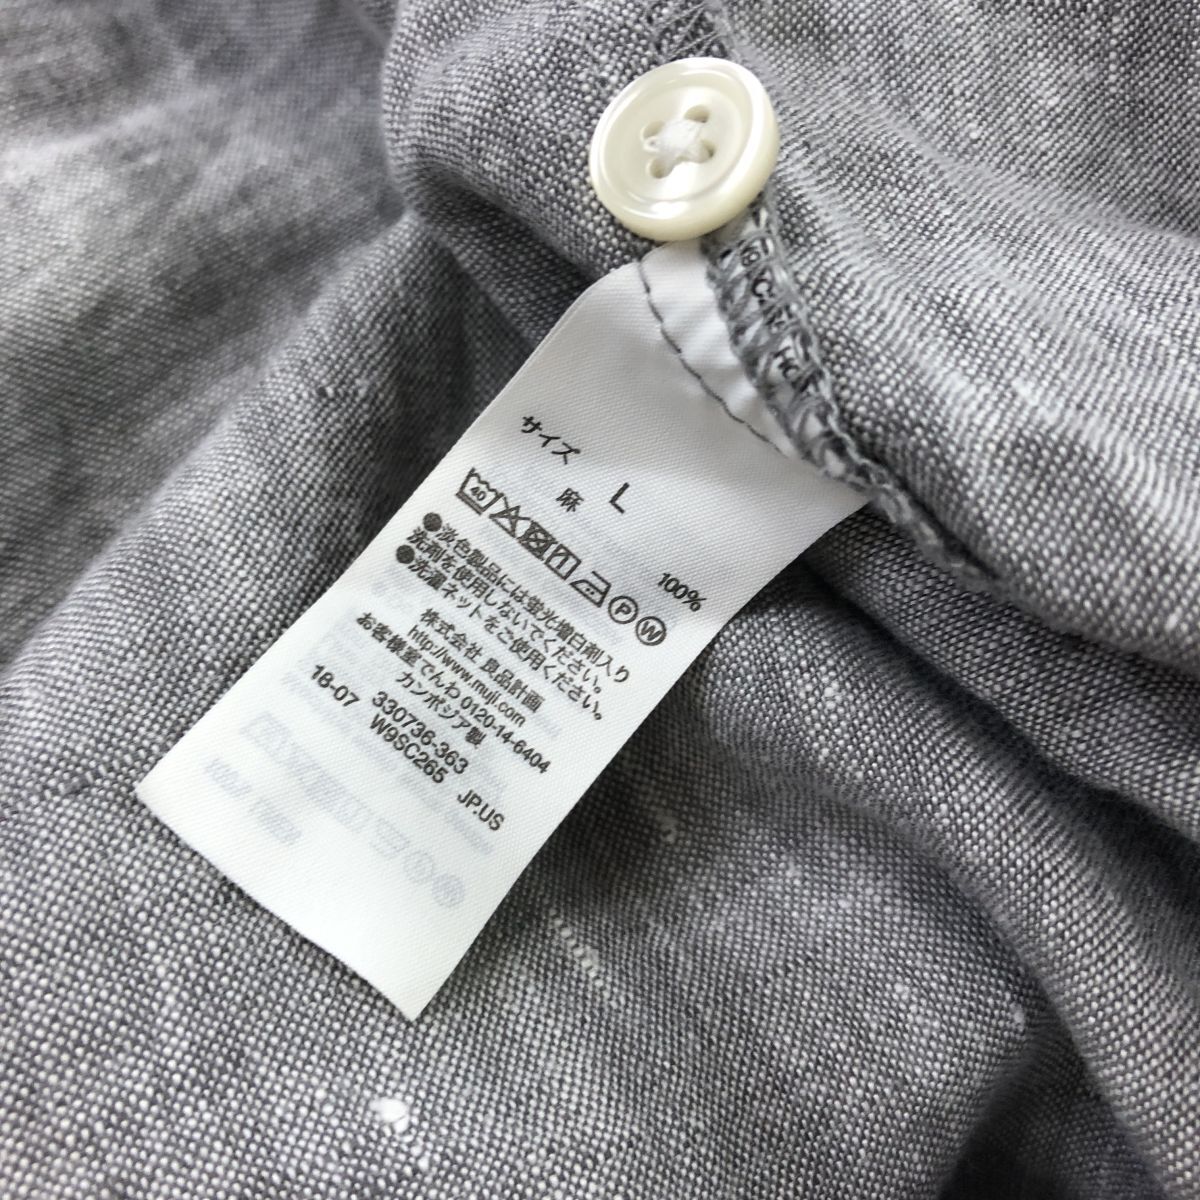 サイズ L
麻 100%
40 P W
●淡色製品には蛍光増白剤入り
洗剤を使用しないでください。
●洗濯ネットをご使用ください。
株式会社 良品計画
http://www.muji.com
お客様室でんわ 0120-14-6404
カンボジア製
330736-363
16-07 W9SC265 JP.US